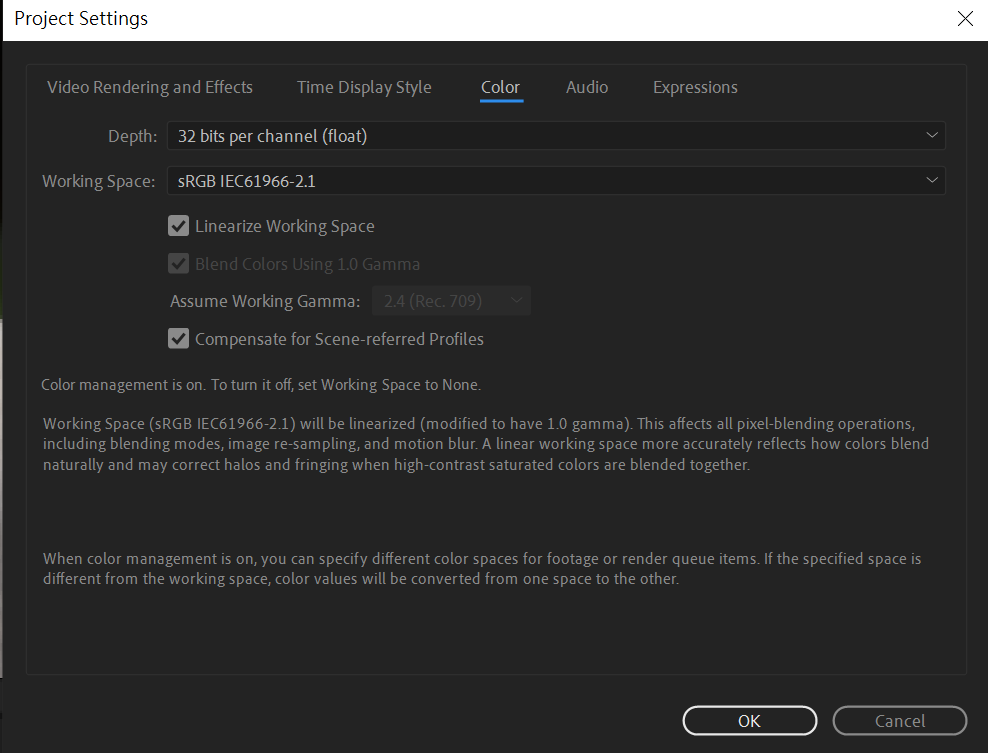 Project Settings
Video Rendering and Effects Time Display Style Color Audio Expressions
Depth: 32 bits per channel (float)
Working Space: sRGB IEC61966-2.1
Linearize Working Space
Blend Colors Using 1.0 Gamma
Assume Working Gamma: 2.4 (Rec. 709)
Compensate for Scene-referred Profiles
Color management is on. To turn it off, set Working Space to None.
Working Space (sRGB IEC61966-2.1) will be linearized (modified to have 1.0 gamma). This affects all pixel-blending operations,
including blending modes, image re-sampling, and motion blur. A linear working space more accurately reflects how colors blend
naturally and may correct halos and fringing when high-contrast saturated colors are blended together.
When color management is on, you can specify different color spaces for footage or render queue items. If the specified space is
different from the working space, color values will be converted from one space to the other.
OK Cancel